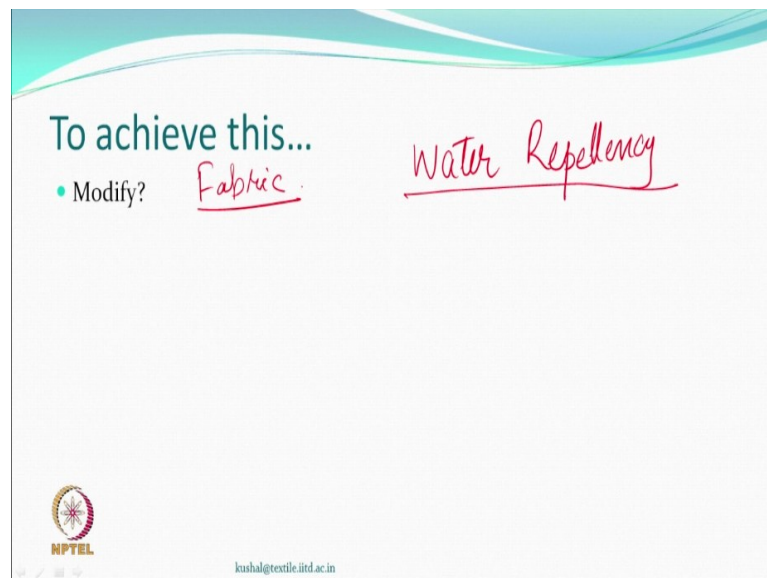 To achieve this...
Water Repellency
• Modify? Fabric.
NPTEL
kushal@textile.iitd.ac.in